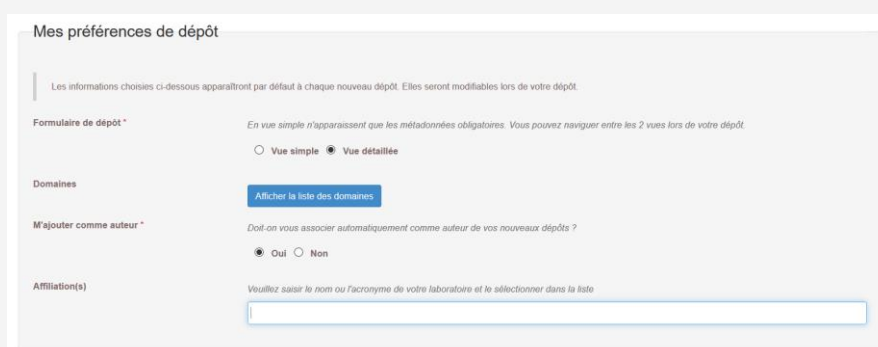 Mes préférences de dépôt
Les informations choisies ci-dessous apparaîtront par défaut à chaque nouveau dépôt. Elles seront modifiables lors de votre dépôt.
Formulaire de dépôt *
En vue simple n'apparaissent que les métadonnées obligatoires. Vous pouvez naviguer entre les 2 vues lors de votre dépôt
Vue simple Vue détaillée
Domaines
Afficher la liste des domaines
M'ajouter comme auteur *
Doit-on vous associer automatiquement comme auteur de vos nouveaux dépôts ?
Oui Non
Affiliation(s)
Veuillez saisir le nom ou l'acronyme de votre laboratoire et le sélectionner dans la liste